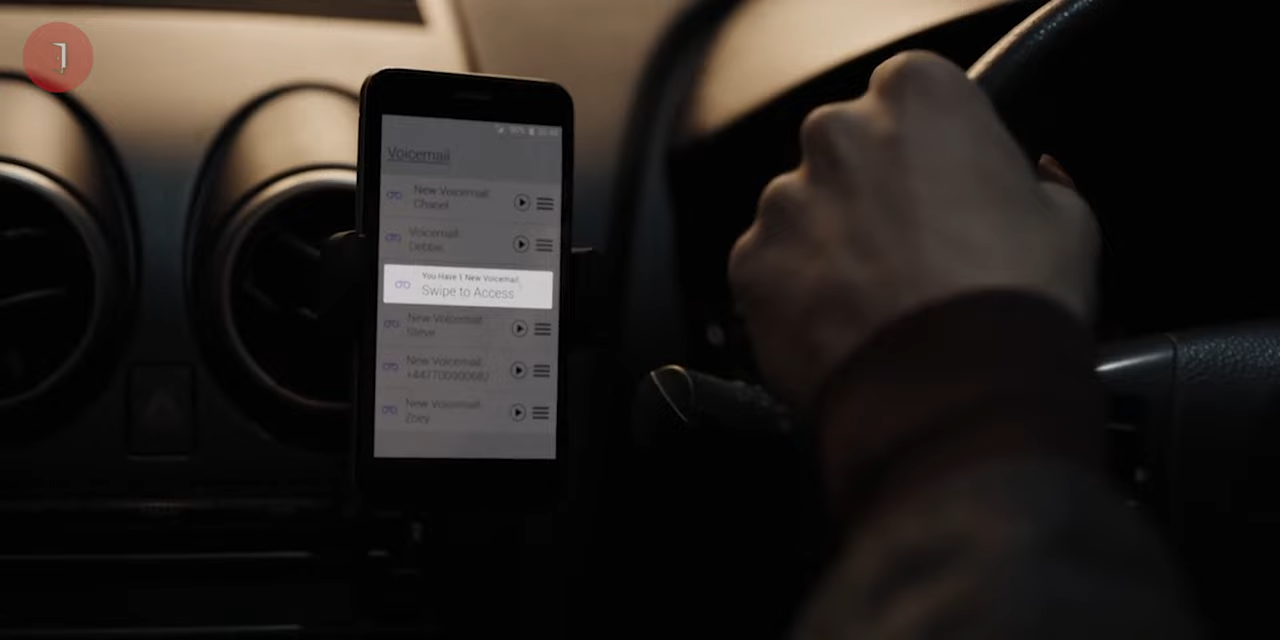 Voicemail
New Voicemail
Chanel
Voicemail
Debbie
You Have 1 New Voicemail
Swipe to Access
New Voicemail
Steve
New Voicemail
New Voicemail
Zoey